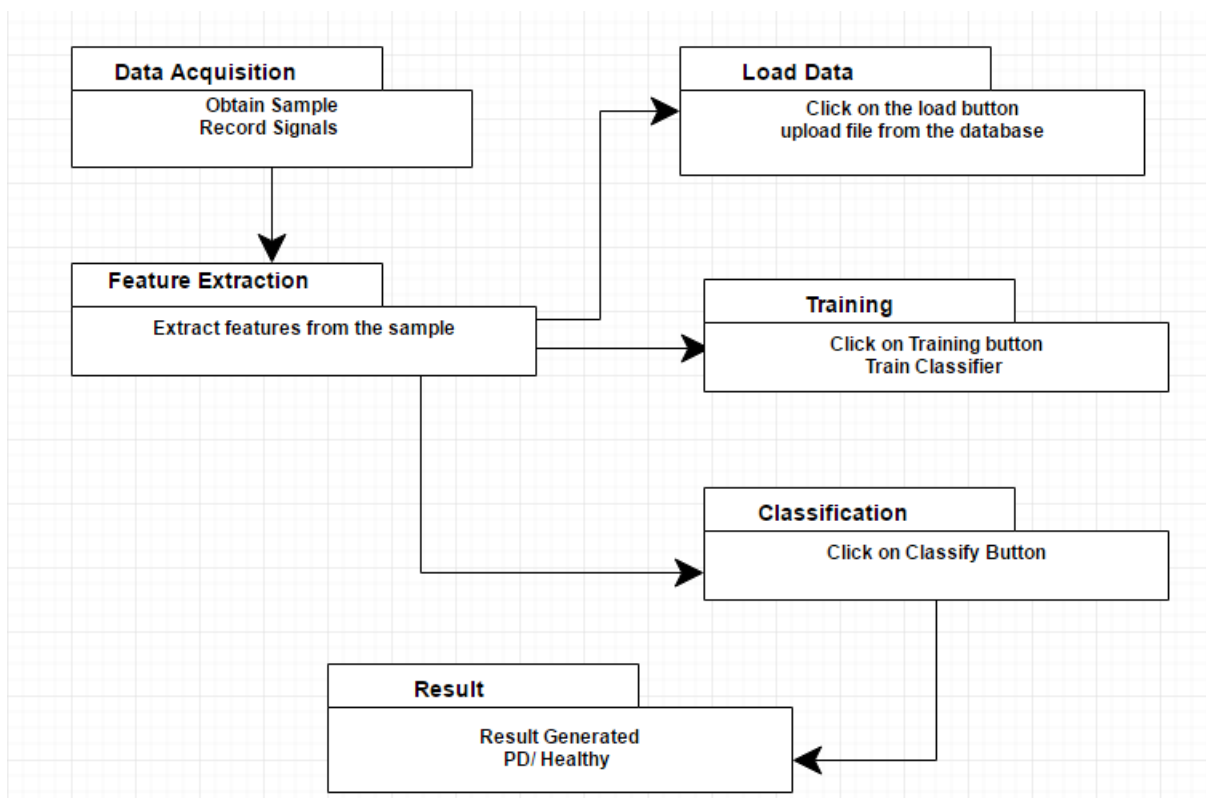 Data Acquisition
Obtain Sample
Record Signals
Load Data
Click on the load button
upload file from the database
Feature Extraction
Extract features from the sample
Training
Click on Training button
Train Classifier
Classification
Click on Classify Button
Result
Result Generated
PD/ Healthy